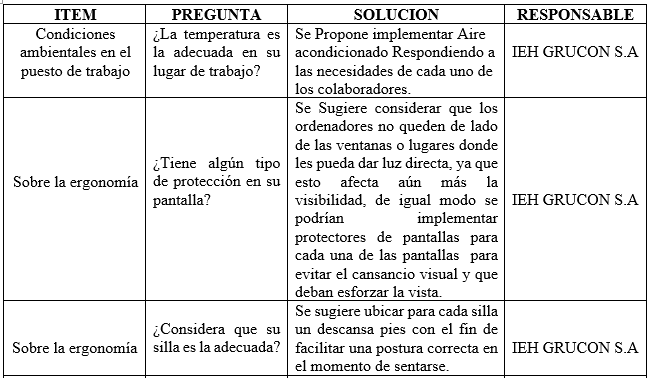 ITEM PREGUNTA SOLUCION RESPONSABLE
Condiciones
ambientales en el
puesto de trabajo
¿La temperatura es
la adecuada en su
lugar de trabajo?
Se Propone implementar Aire
acondicionado Respondiendo a
las necesidades de cada uno de
los colaboradores.
IEH GRUCON S.A
Sobre la ergonomía
¿Tiene algún tipo
de protección en su
pantalla?
Se Sugiere considerar que los
ordenadores no queden de lado
de las ventanas o lugares donde
les pueda dar luz directa, ya que
esto afecta aún más la
visibilidad, de igual modo se
podrían implementar
protectores de pantallas para
cada una de las pantallas para
evitar el cansancio visual y que
deban esforzar la vista.
IEH GRUCON S.A
Sobre la ergonomía
¿Considera que su
silla es la adecuada?
Se sugiere ubicar para cada silla
un descansa pies con el fin de
facilitar una postura correcta en
el momento de sentarse.
IEH GRUCON S.A